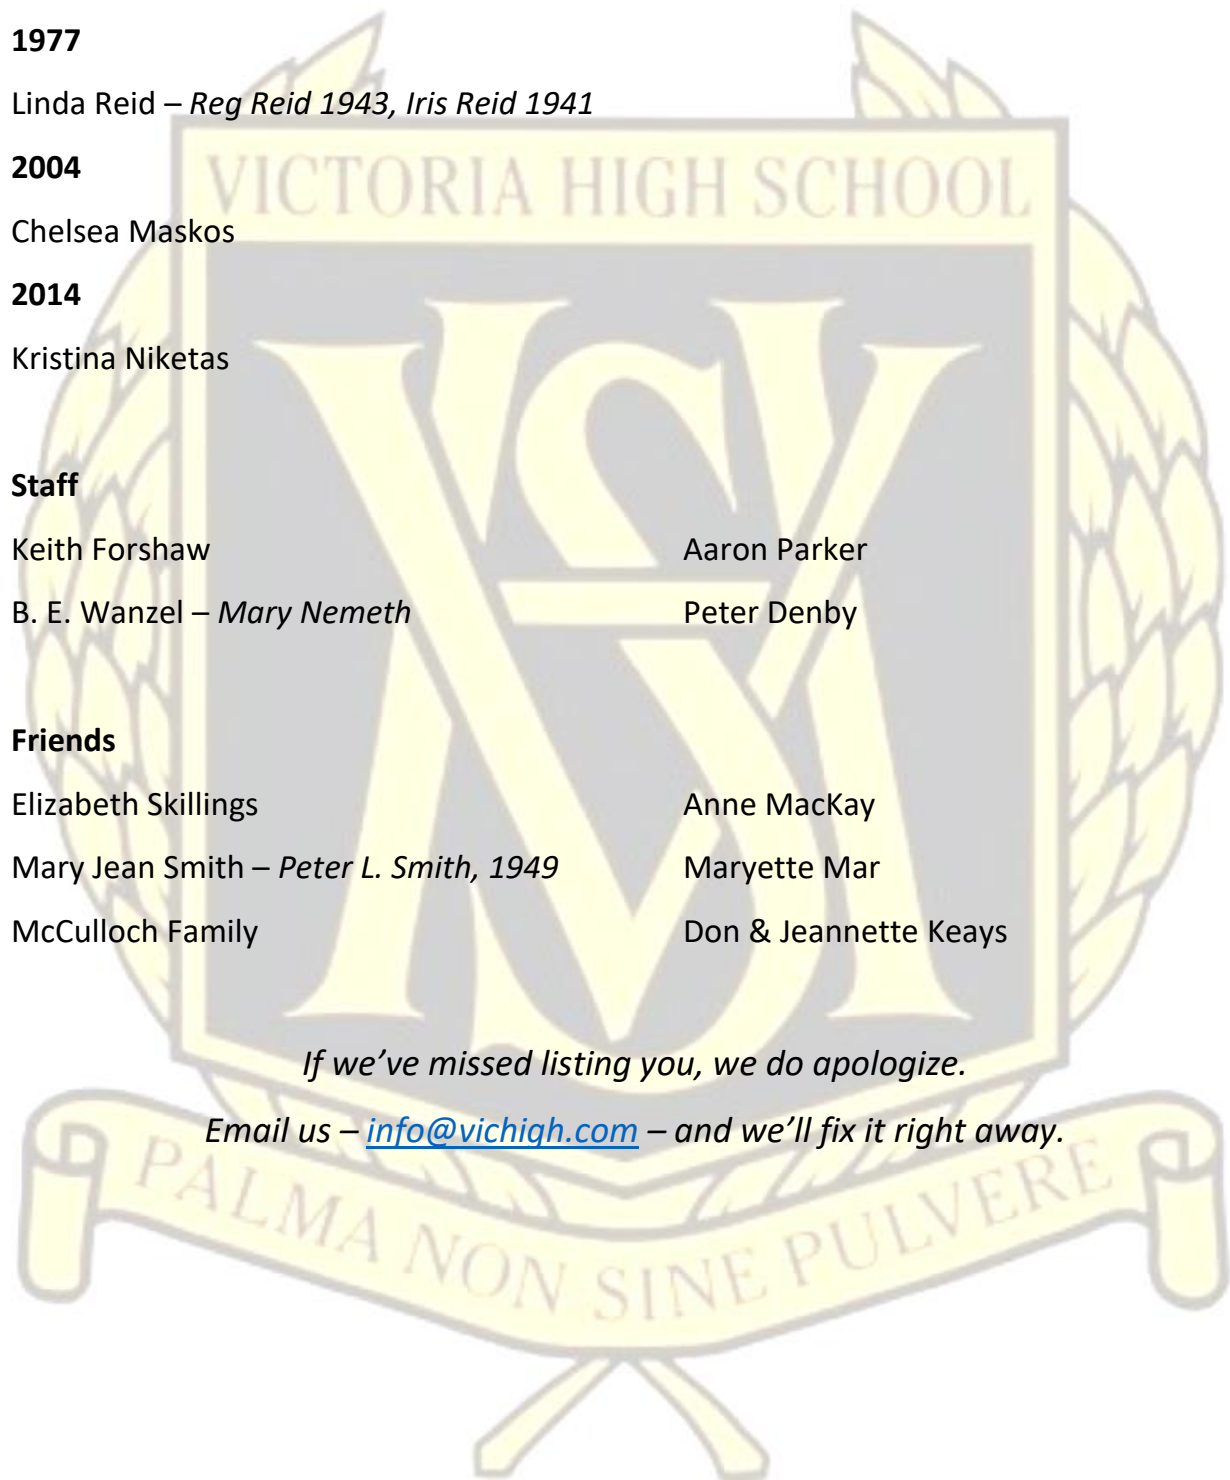 1977
Linda Reid – Reg Reid 1943, Iris Reid 1941
2004
VICTORIA HIGH SCHOOL
Chelsea Maskos
2014
Kristina Niketas
Staff
Keith Forshaw
Aaron Parker
B. E. Wanzel – Mary Nemeth
Peter Denby
Friends
Elizabeth Skillings
Anne MacKay
Mary Jean Smith – Peter L. Smith, 1949
Maryette Mar
McCulloch Family
Don & Jeannette Keays
If we’ve missed listing you, we do apologize.
Email us – info@vichigh.com – and we’ll fix it right away.
PALMA NON SINE PULVERE
VHS